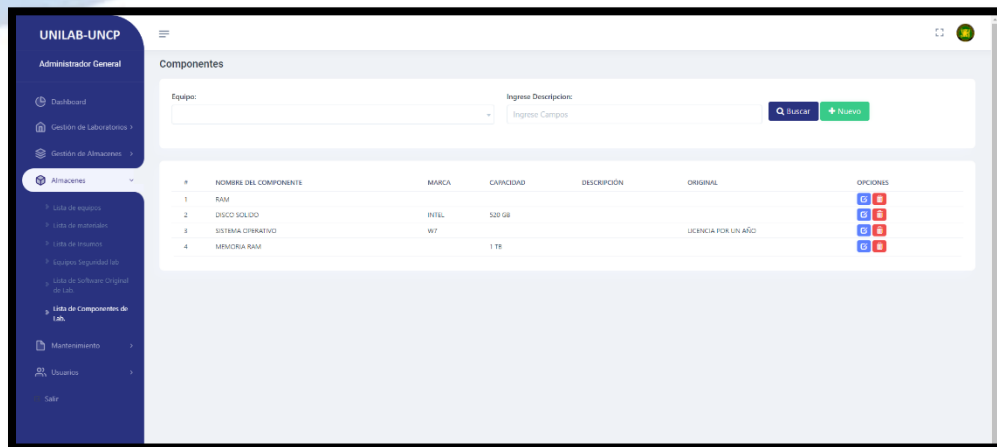 UNILAB-UNCP
Administrador General
Dashboard
Gestión de Laboratorios
Gestión de Almacenes
Almacenes
Lista de equipos
Lista de materiales
Lista de insumos
Equipos Seguridad lab
Lista de Software Original
de Lab.
Lista de Componentes de
Lab.
Mantenimiento
Usuarios
Salir
Componentes
Equipo:
Ingrese Descripcion:
Ingrese Campos
Buscar
Nuevo
# NOMBRE DEL COMPONENTE MARCA CAPACIDAD DESCRIPCIÓN ORIGINAL OPCIONES
1 RAM
2 DISCO SOLIDO INTEL 520 GB
3 SISTEMA OPERATIVO W7 LICENCIA POR UN AÑO
4 MEMORIA RAM 1 TB